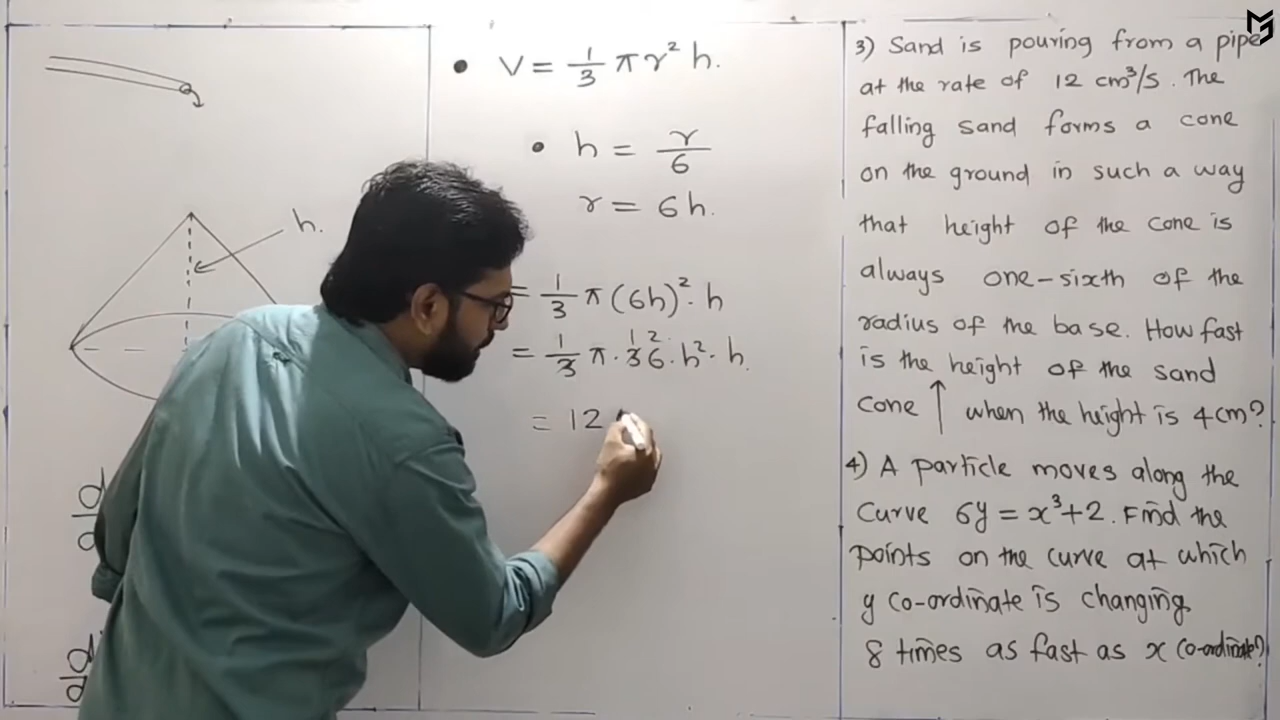 h.
d
d
d
d
• V = 1/3 π r² h.
• h = r/6
r = 6h.
= 1/3 π (6h)². h
= 1/3 π · 36 · h² · h
12
= 12
3) Sand is pouring from a pipe
at the rate of 12 cm³/s. The
falling sand forms a cone
on the ground in such a way
that height of the cone is
always one-sixth of the
radius of the base. How fast
is the height of the sand
cone ↑ when the height is 4 cm?
4) A particle moves along the
curve 6y = x³+2. Find the
points on the curve at which
y co-ordinate is changing
8 times as fast as x co-ordinate?